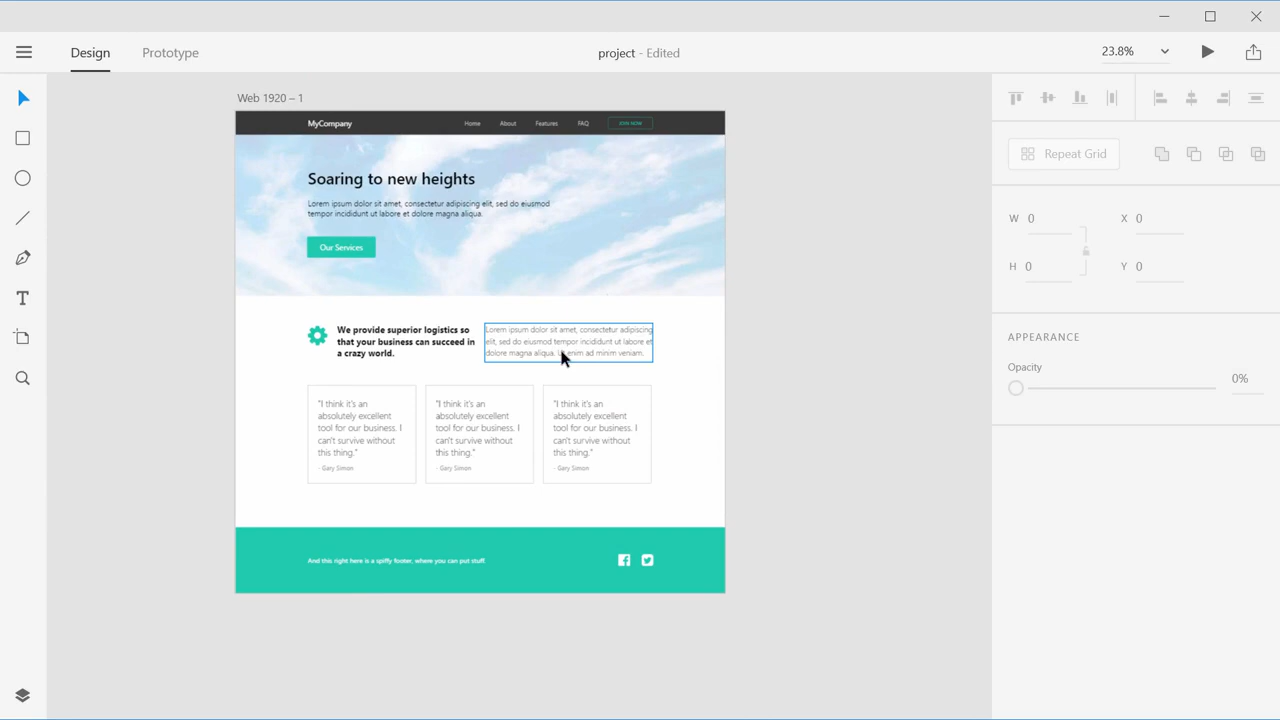 Design
Prototype
project - Edited
23.8%
Web 1920 – 1
MyCompany
Home
About
Features
FAQ
JOIN NOW
Soaring to new heights
Lorem ipsum dolor sit amet, consectetur adipiscing elit, sed do eiusmod
tempor incididunt ut labore et dolore magna aliqua.
Our Services
We provide superior logistics so
that your business can succeed in
a crazy world.
Lorem ipsum dolor sit amet, consectetur adipiscing
elit, sed do eiusmod tempor incididunt ut labore et
dolore magna aliqua. Ut enim ad minim veniam.
"I think it's an
absolutely excellent
tool for our business. I
can't survive without
this thing."
- Gary Simon
"I think it's an
absolutely excellent
tool for our business. I
can't survive without
this thing."
- Gary Simon
"I think it's an
absolutely excellent
tool for our business. I
can't survive without
this thing."
- Gary Simon
And this right here is a spiffy footer, where you can put stuff.
Repeat Grid
W 0
X 0
H 0
Y 0
APPEARANCE
Opacity
0%